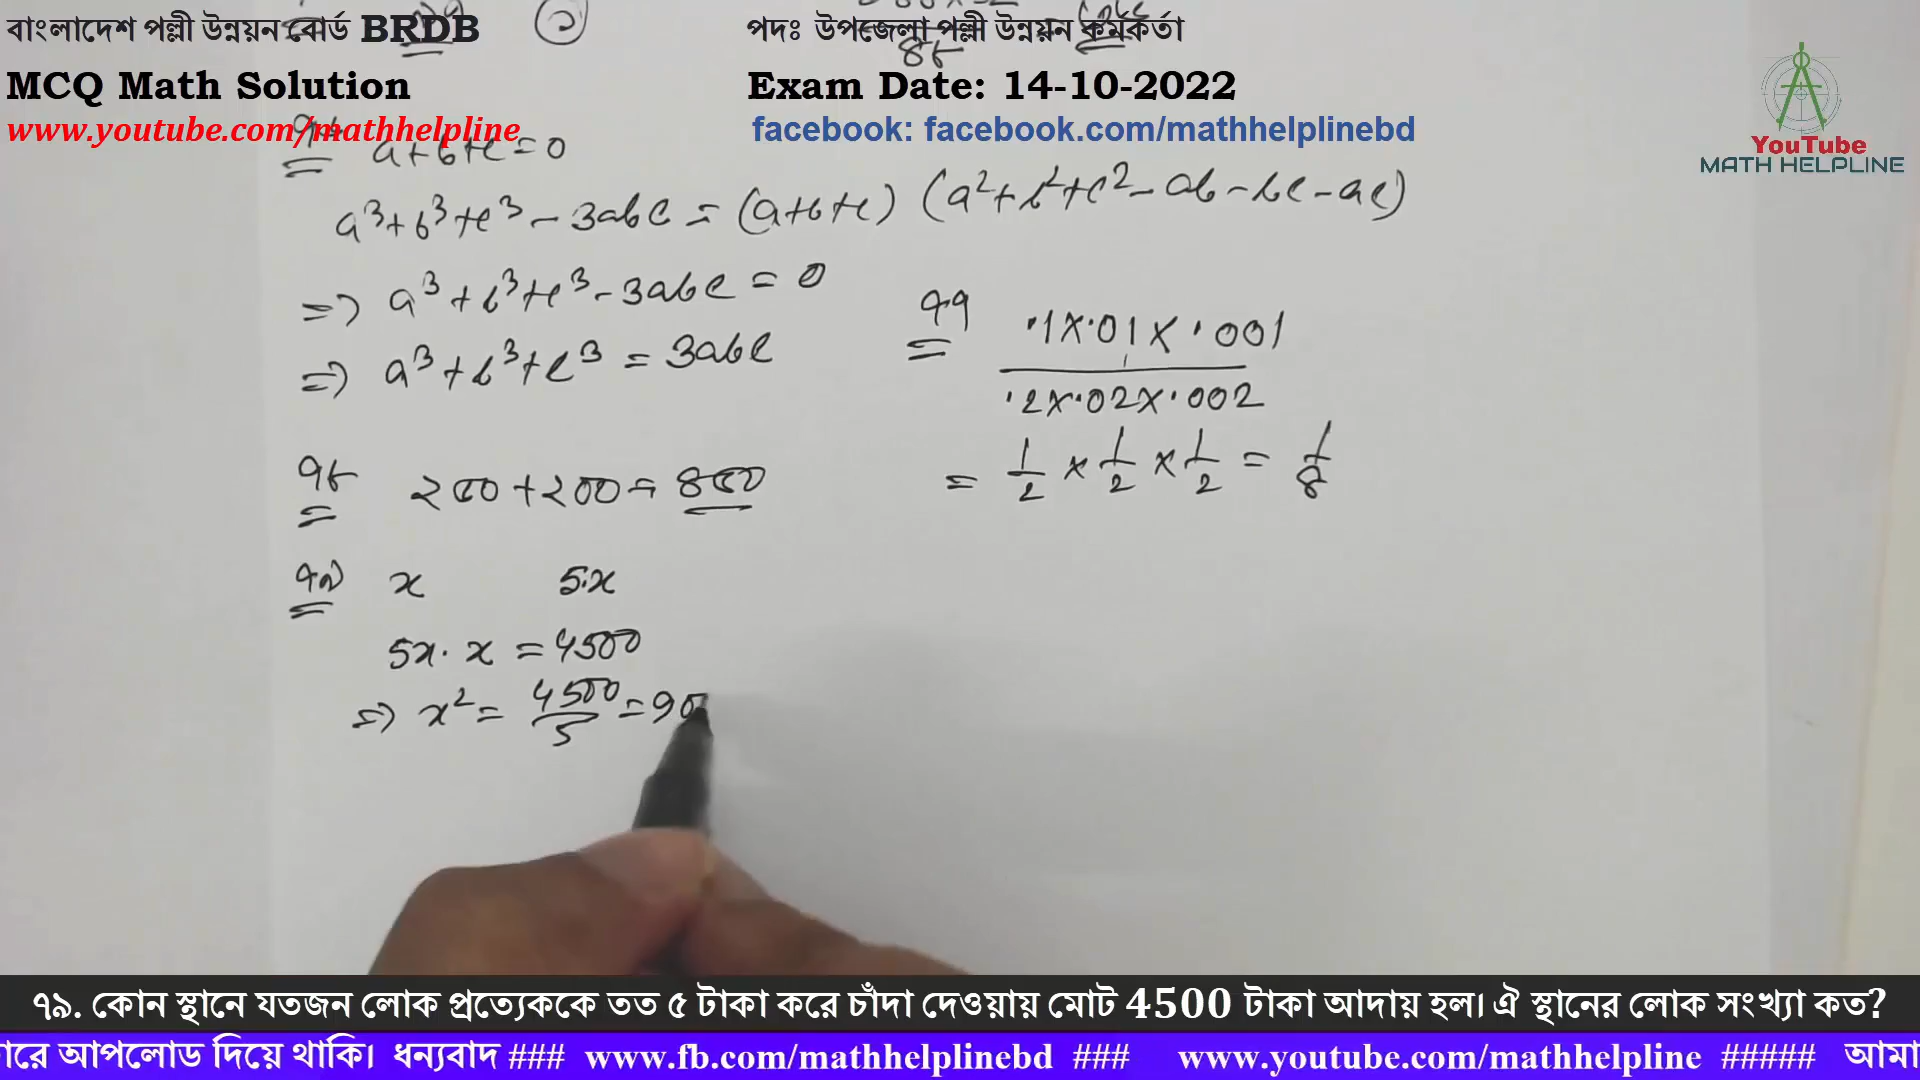 বাংলাদেশ পল্লী উন্নয়ন বোর্ড BRDB
পদঃ উপজেলা পল্লী উন্নয়ন কর্মকর্তা
MCQ Math Solution
Exam Date: 14-10-2022
www.youtube.com/mathhelpline
facebook: facebook.com/mathhelplinebd
YouTube
MATH HELPLINE
a+b+c=0
a³+b³+c³-3abc = (a+b+c) (a²+b²+c²-ab-bc-ac)
=> a³+b³+c³-3abc = 0
=> a³+b³+c³ = 3abc
৭৭
.1×.01×.001
.2×.02×.002
= 1/2 × 1/2 × 1/2 = 1/8
৭৮ ২০০+২০০=৪০০
৭৯ x 5x
5x·x = 4500
=> x² = 4500/5 = 90
৭৯. কোন স্থানে যতজন লোক প্রত্যেককে তত ৫ টাকা করে চাঁদা দেওয়ায় মোট 4500 টাকা আদায় হল। ঐ স্থানের লোক সংখ্যা কত?
আপলোড দিয়ে থাকি। ধন্যবাদ ### www.fb.com/mathhelplinebd ### www.youtube.com/mathhelpline #####